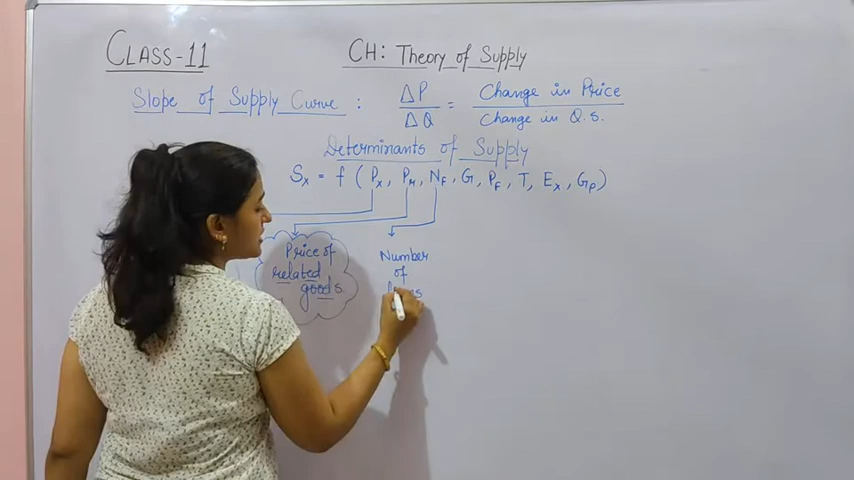 CLASS-11
CH: Theory of Supply
Slope of Supply Curve : ΔP/ΔQ = Change in Price/Change in Q.S.
Determinants of Supply
Sx = f (Px, PR, NF, G, PF, T, Ex, GP)
Price of
related
goods.
Number
of